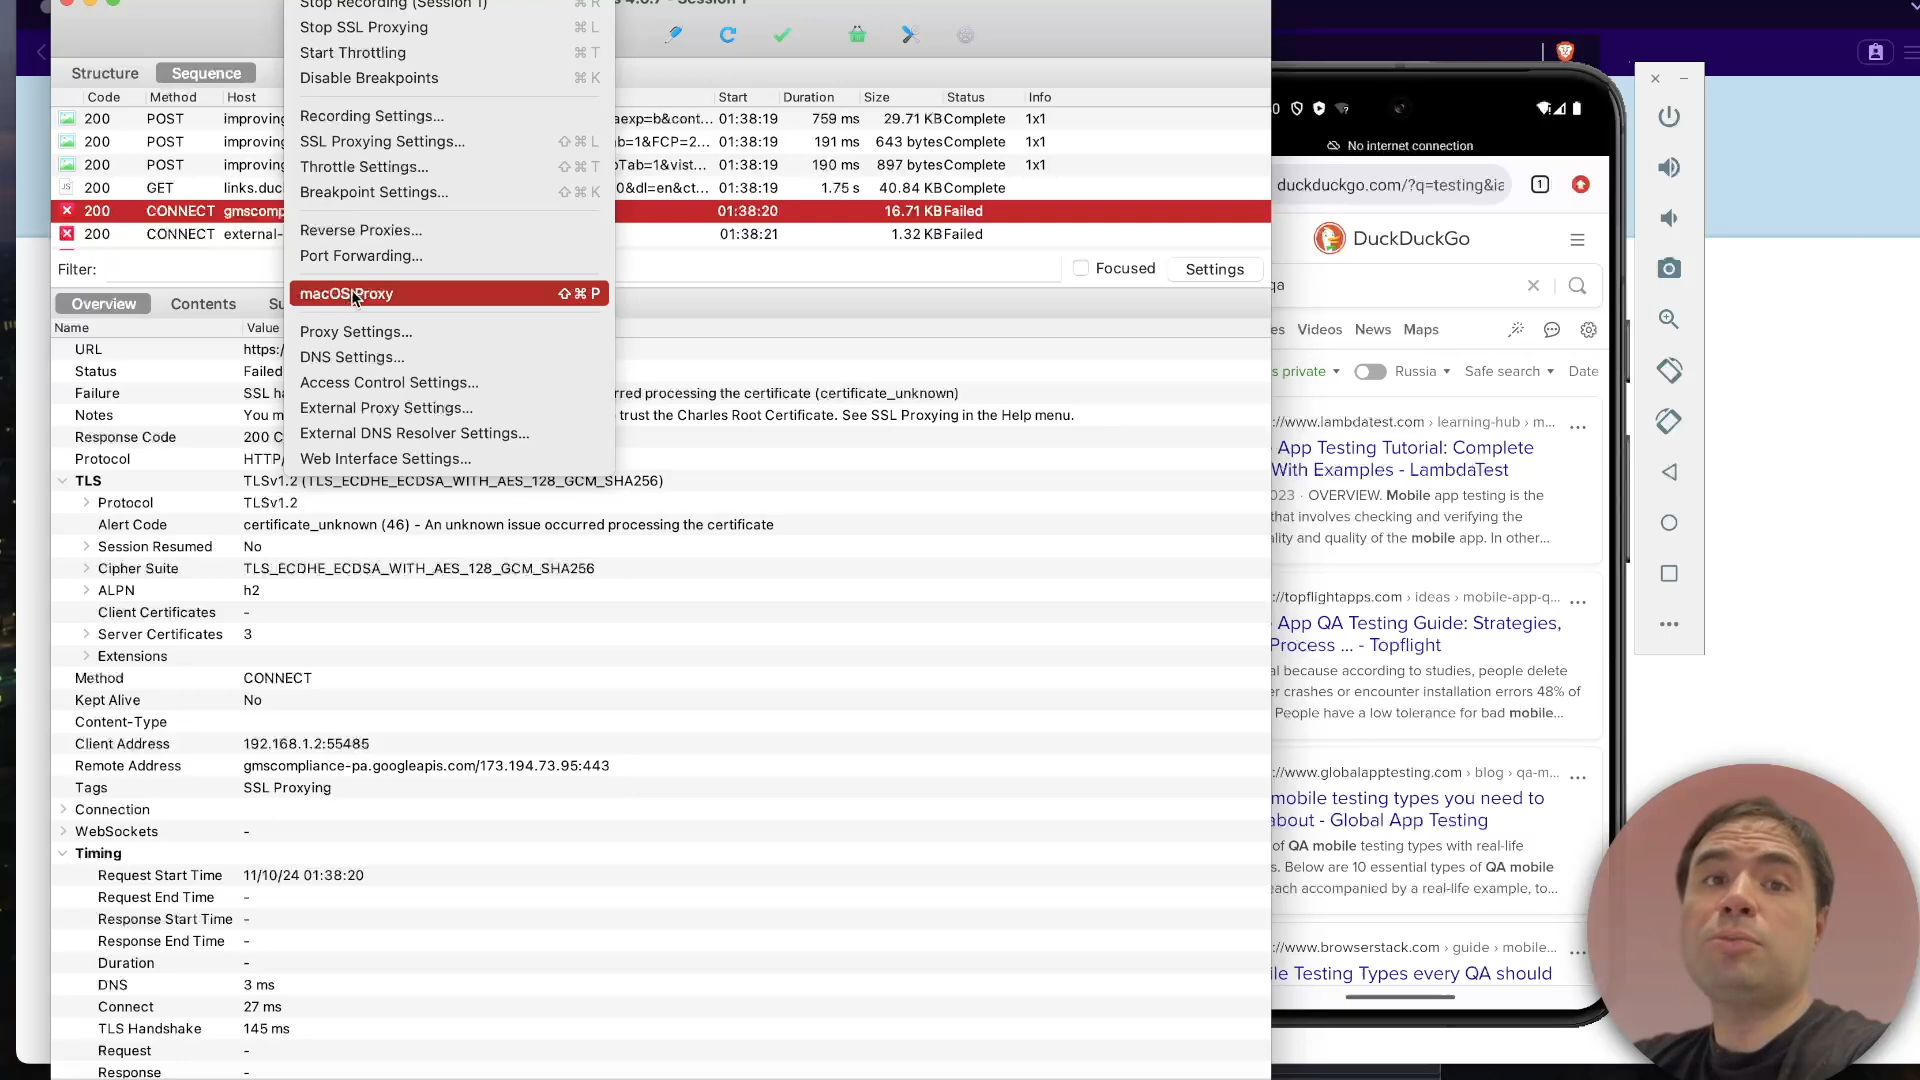 Stop Recording (Session 1) ⌘ R
Stop SSL Proxying ⌘ L
Start Throttling ⌘ T
Disable Breakpoints ⌘ K
Recording Settings...
SSL Proxying Settings... ⇧ ⌘ L
Throttle Settings... ⇧ ⌘ T
Breakpoint Settings... ⇧ ⌘ K
Reverse Proxies...
Port Forwarding...
macOS Proxy ⇧ ⌘ P
Proxy Settings...
DNS Settings...
Access Control Settings...
External Proxy Settings...
External DNS Resolver Settings...
Web Interface Settings...
Structure Sequence
Code Method Host Start Duration Size Status Info
200 POST improving aexp=b&cont... 01:38:19 759 ms 29.71 KB Complete 1x1
200 POST improving b=1&FCP=2... 01:38:19 191 ms 643 bytes Complete 1x1
200 POST improving Tab=1&vist... 01:38:19 190 ms 897 bytes Complete 1x1
JS 200 GET links.duc 0&dl=en&ct... 01:38:19 1.75 s 40.84 KB Complete
200 CONNECT gmscomp 01:38:20 16.71 KB Failed
200 CONNECT external- 01:38:21 1.32 KB Failed
Filter: Focused Settings
Overview Contents Su
Name Value
URL https:/
Status Failed
Failure SSL ha rred processing the certificate (certificate_unknown)
Notes You m trust the Charles Root Certificate. See SSL Proxying in the Help menu.
Response Code 200 C
Protocol HTTP/
TLS TLSv1.2 (TLS_ECDHE_ECDSA_WITH_AES_128_GCM_SHA256)
Protocol TLSv1.2
Alert Code certificate_unknown (46) - An unknown issue occurred processing the certificate
Session Resumed No
Cipher Suite TLS_ECDHE_ECDSA_WITH_AES_128_GCM_SHA256
ALPN h2
Client Certificates -
Server Certificates 3
Extensions
Method CONNECT
Kept Alive No
Content-Type
Client Address 192.168.1.2:55485
Remote Address gmscompliance-pa.googleapis.com/173.194.73.95:443
Tags SSL Proxying
Connection
WebSockets -
Timing
Request Start Time 11/10/24 01:38:20
Request End Time -
Response Start Time -
Response End Time -
Duration -
DNS 3 ms
Connect 27 ms
TLS Handshake 145 ms
Request -
Response -
No internet connection
duckduckgo.com/?q=testing&ia 1
DuckDuckGo
qa
es Videos News Maps
s private Russia Safe search Date
://www.lambdatest.com › learning-hub › m...
App Testing Tutorial: Complete
With Examples - LambdaTest
023 · OVERVIEW. Mobile app testing is the
that involves checking and verifying the
lity and quality of the mobile app. In other...
://topflightapps.com › ideas › mobile-app-q...
App QA Testing Guide: Strategies,
Process ... - Topflight
al because according to studies, people delete
r crashes or encounter installation errors 48% of
People have a low tolerance for bad mobile...
://www.globalapptesting.com › blog › qa-m...
mobile testing types you need to
about - Global App Testing
of QA mobile testing types with real-life
s. Below are 10 essential types of QA mobile
each accompanied by a real-life example, to...
://www.browserstack.com › guide › mobile...
ile Testing Types every QA should